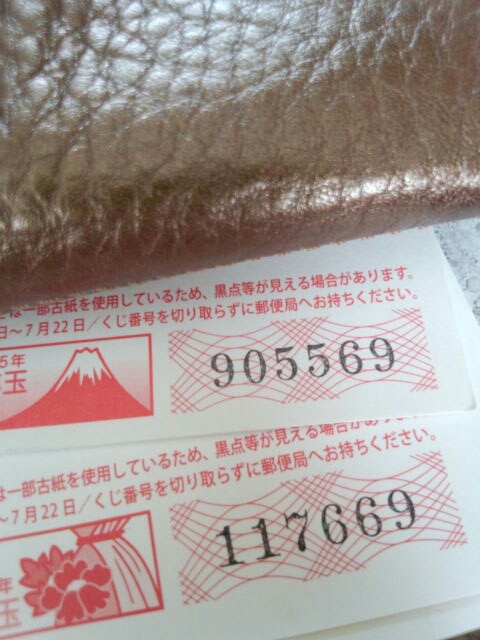 は一部古紙を使用しているため、黒点等が見える場合があります。
日～7月22日／くじ番号を切り取らずに郵便局へお持ちください。
5年
玉
905569
は一部古紙を使用しているため、黒点等が見える場合があります。
～7月22日／くじ番号を切り取らずに郵便局へお持ちください。
年
玉
117669